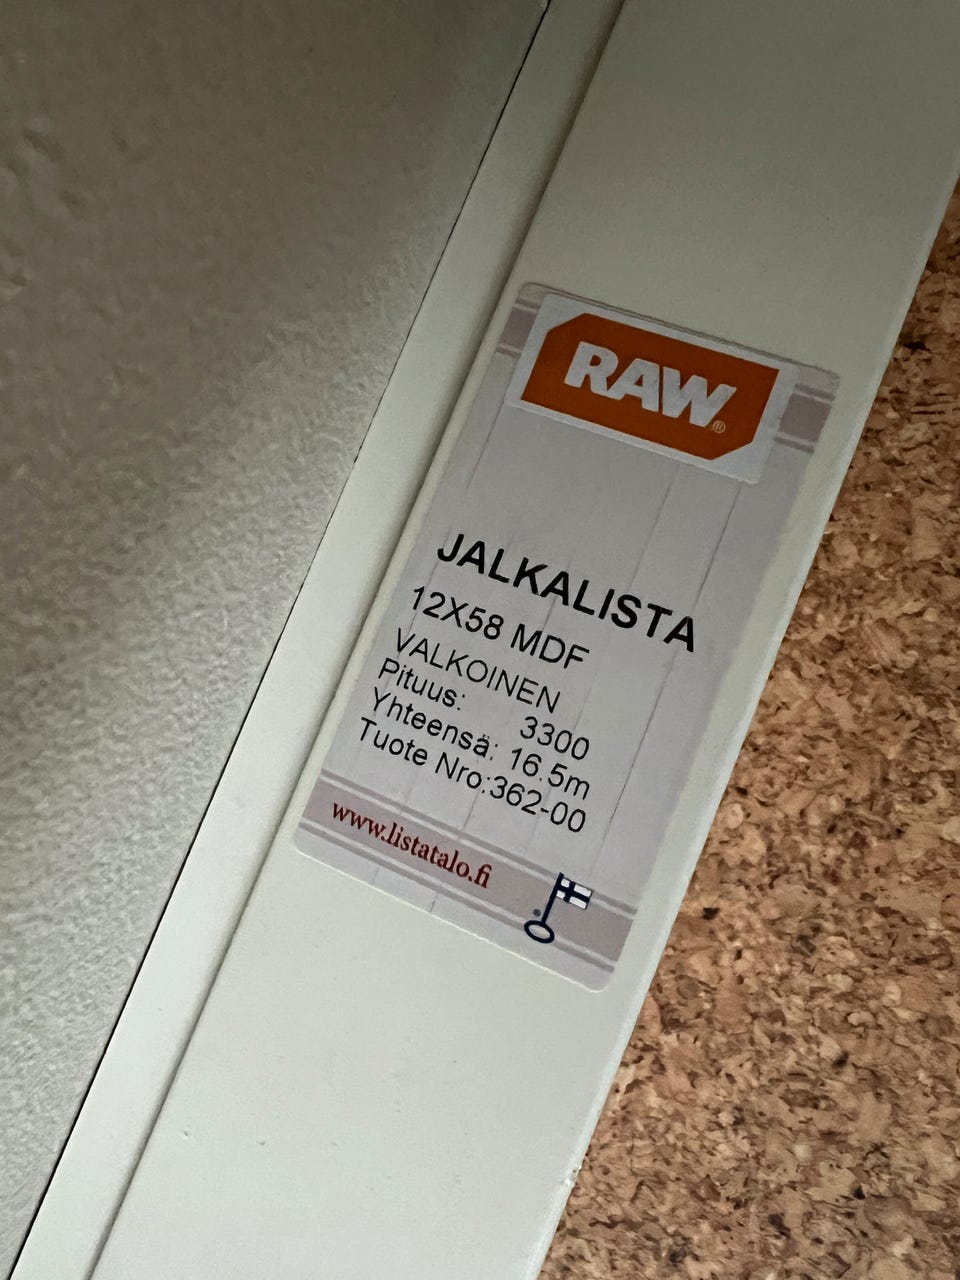 RAW®
JALKALISTA
12X58 MDF
VALKOINEN
Pituus: 3300
Yhteensä: 16.5m
Tuote Nro.:362-00
www.listatalo.fi